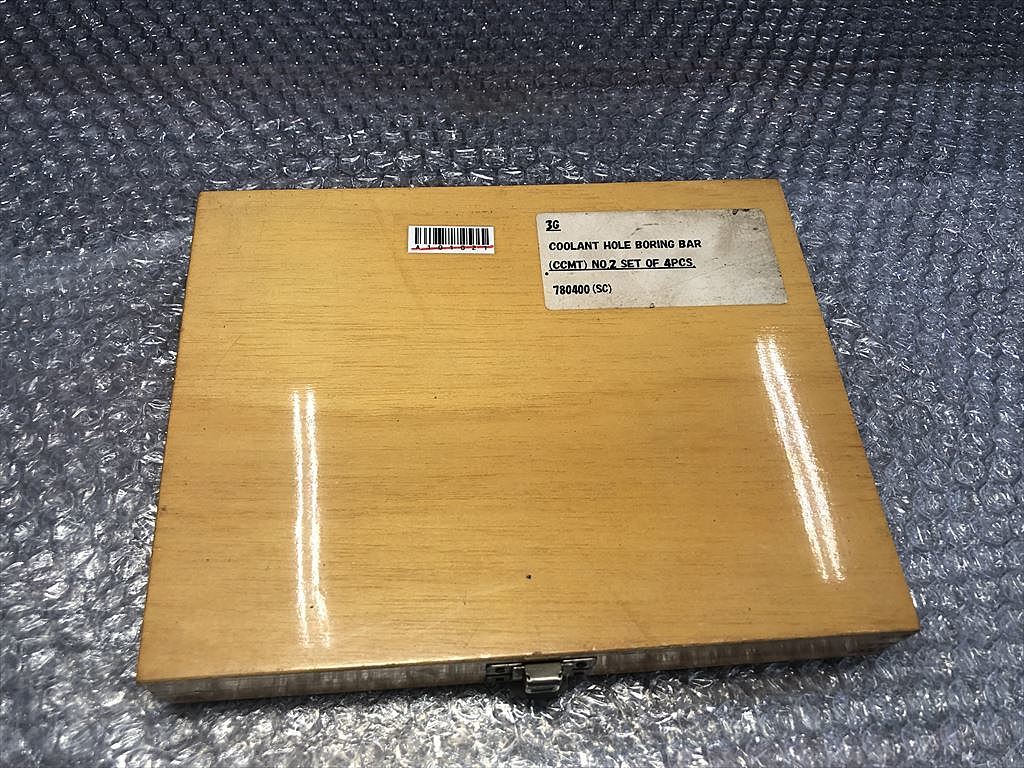 3G
COOLANT HOLE BORING BAR
(CCMT) NO.2 SET OF 4PCS.
780400 (SC)